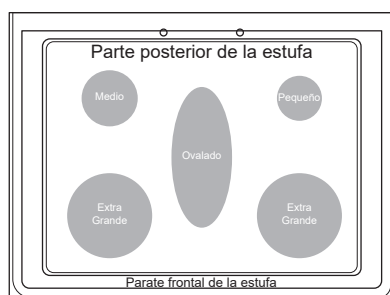 Parte posterior de la estufa
Medio
Pequeño
Ovalado
Extra
Grande
Extra
Grande
Parate frontal de la estufa